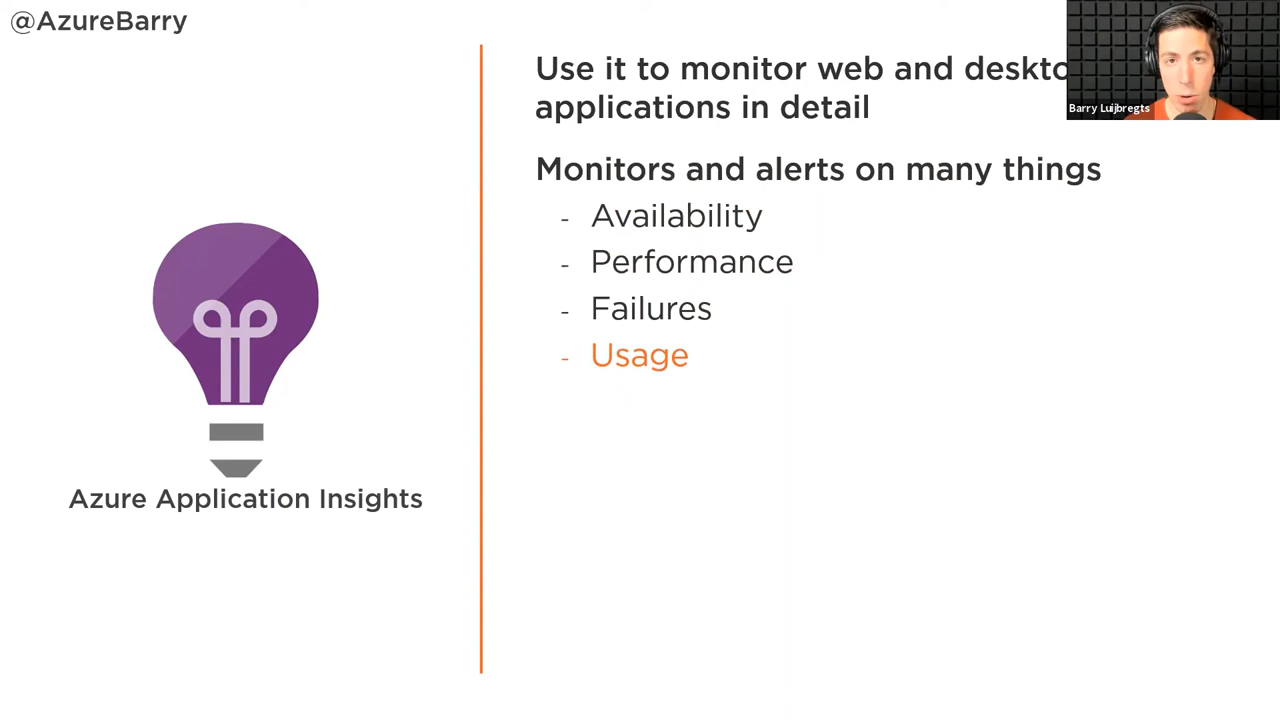 @AzureBarry
Use it to monitor web and deskto
applications in detail
Barry Luijbregts
Monitors and alerts on many things
- Availability
- Performance
- Failures
- Usage
Azure Application Insights